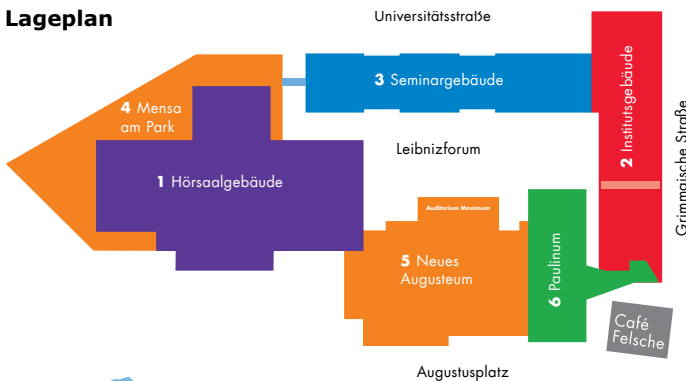 Lageplan
Universitätsstraße
3 Seminargebäude
4 Mensa
am Park
2 Institutsgebäude
Grimmaische Straße
Leibnizforum
1 Hörsaalgebäude
Auditorium Maximum
5 Neues
Augusteum
6 Paulinum
Café
Felsche
Augustusplatz